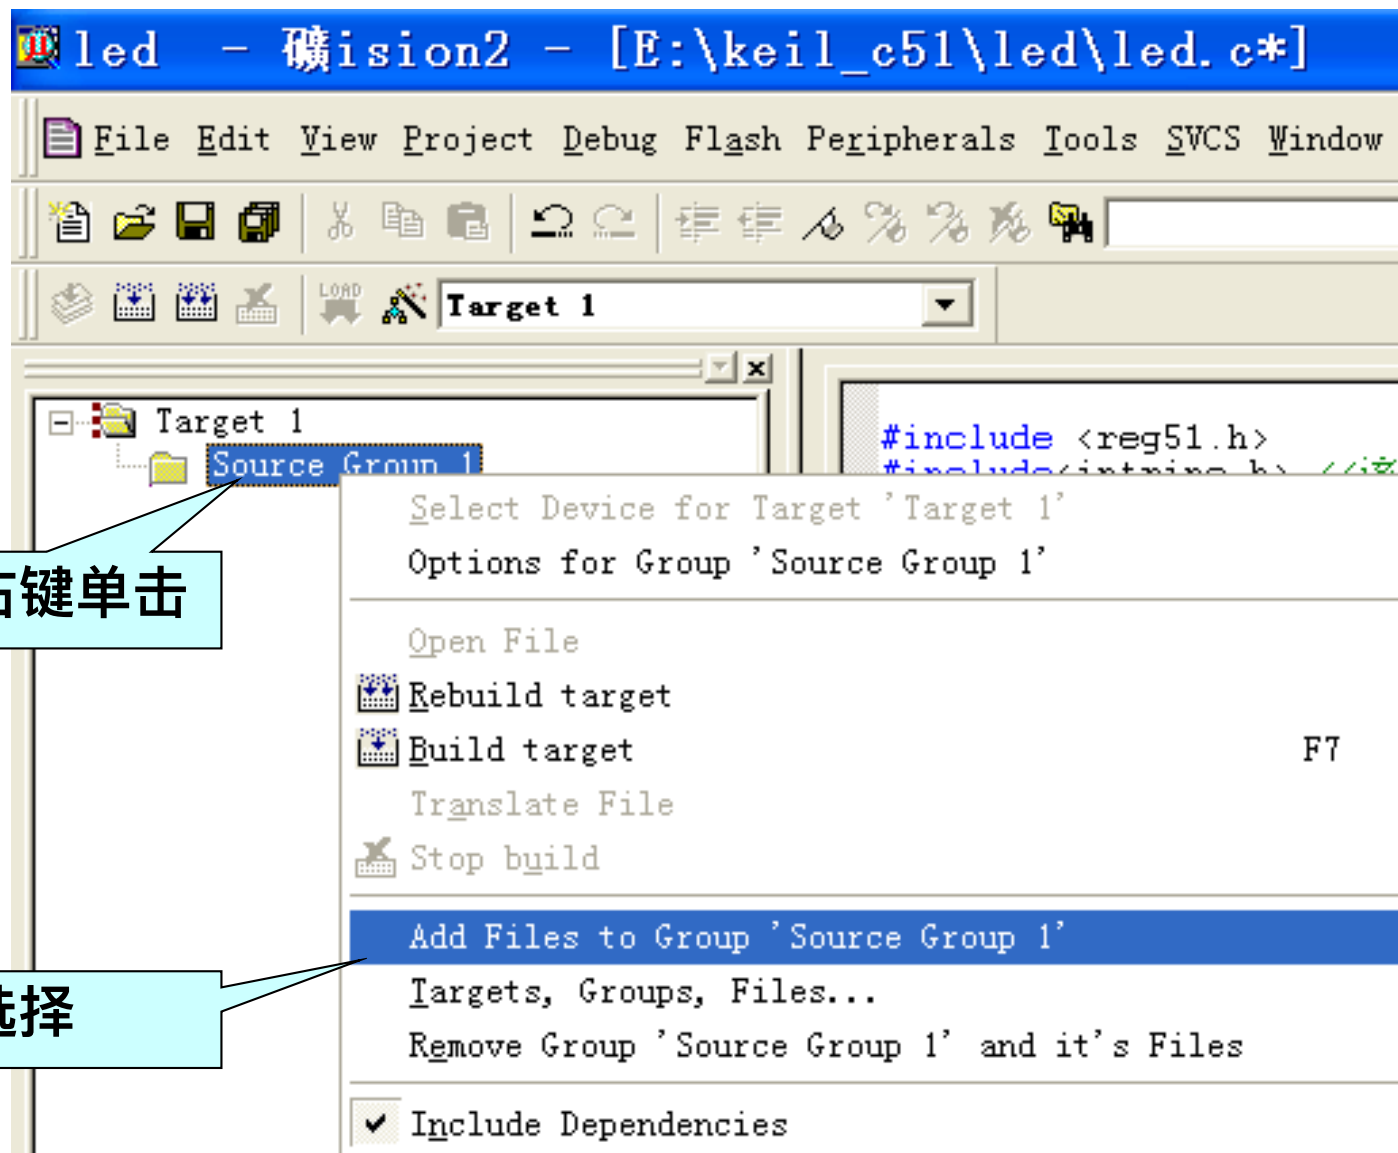 led - 礦ision2 - [E:\keil_c51\led\led.c*]
File Edit View Project Debug Flash Peripherals Tools SVCS Window
LOAD Target 1
Target 1
Source Group 1
#include <reg51.h>
#include<intrins.h> //该
Select Device for Target 'Target 1'
Options for Group 'Source Group 1'
右键单击
Open File
Rebuild target
Build target F7
Translate File
Stop build
Add Files to Group 'Source Group 1'
选择
Targets, Groups, Files...
Remove Group 'Source Group 1' and it's Files
Include Dependencies